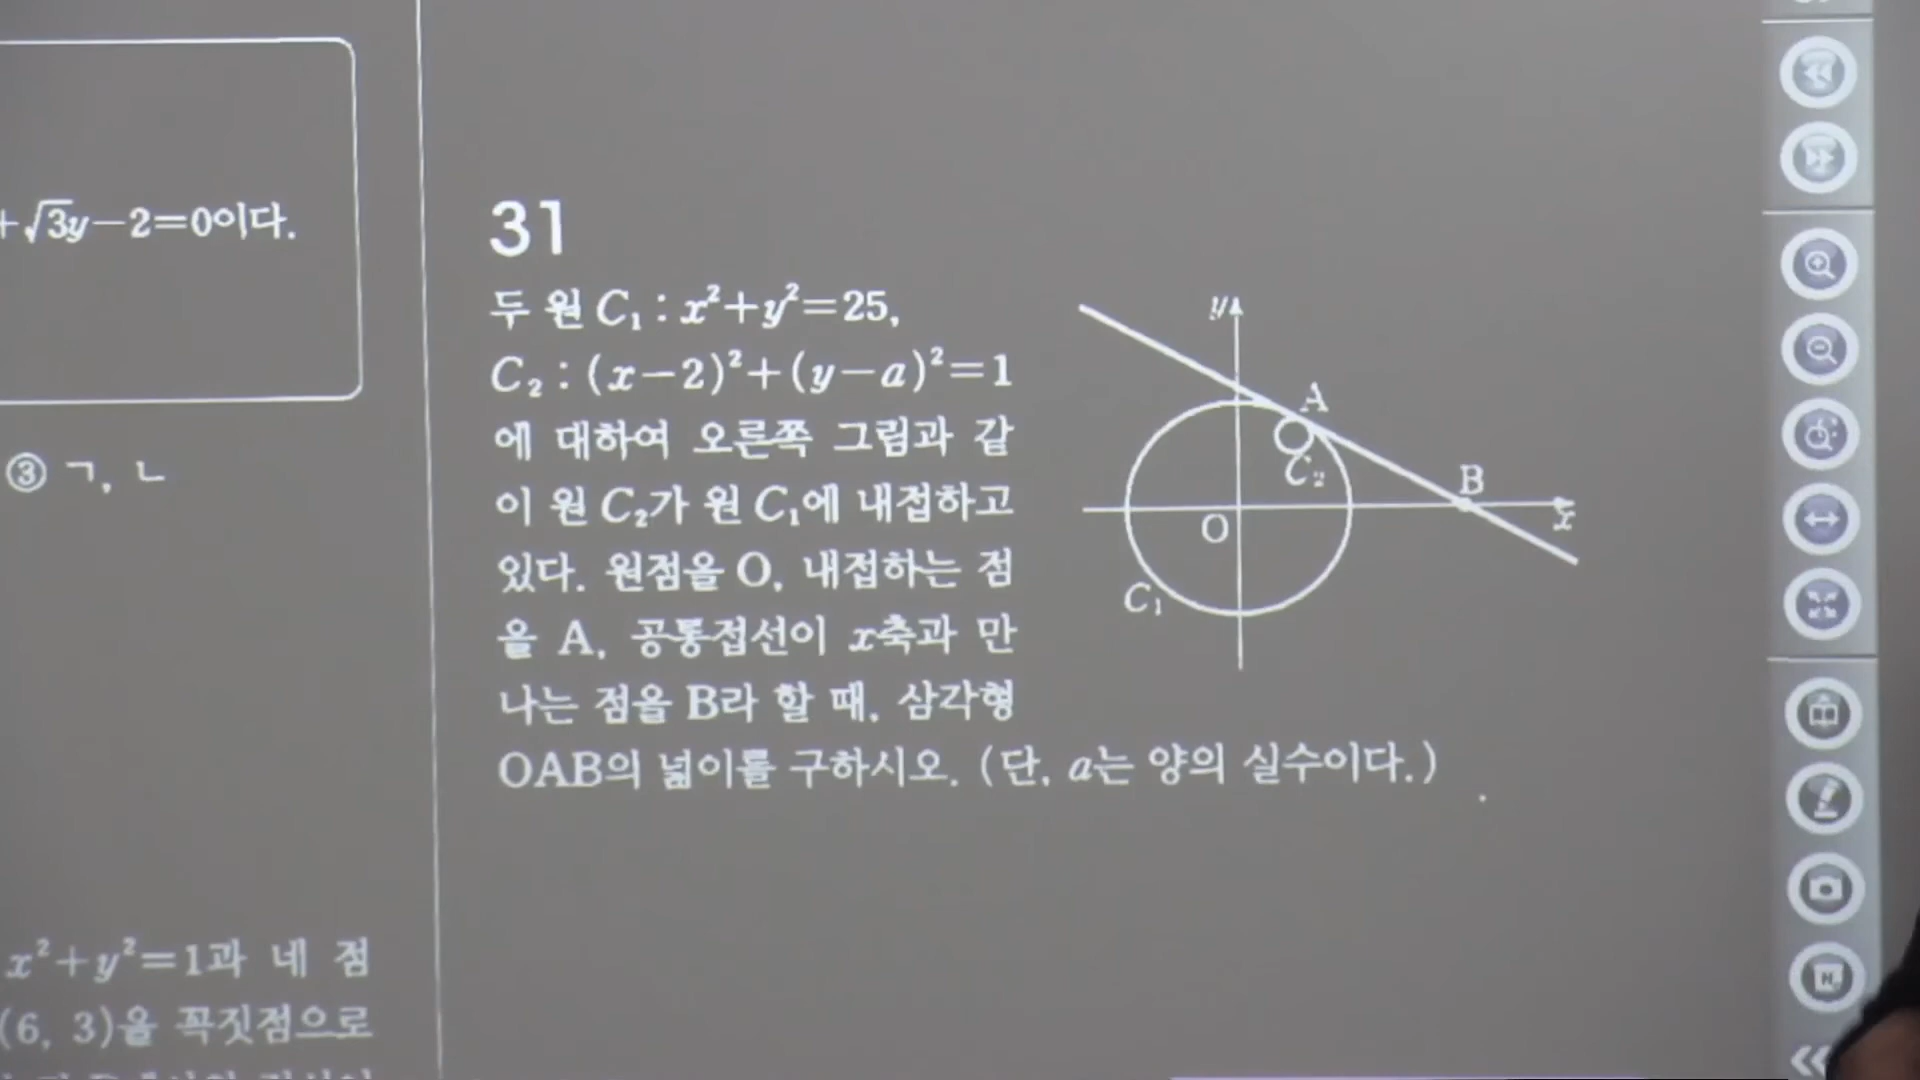 +√3y−2=0이다.
③ ㄱ, ㄴ
x²+y²=1과 네 점
(6, 3)을 꼭짓점으로
31
두 원 C₁ : x²+y²=25,
C₂ : (x−2)²+(y−a)²=1
에 대하여 오른쪽 그림과 같
이 원 C₂가 원 C₁에 내접하고
있다. 원점을 O, 내접하는 점
을 A, 공통접선이 x축과 만
나는 점을 B라 할 때, 삼각형
OAB의 넓이를 구하시오. (단, a는 양의 실수이다.)
y
A
C₂
B
O
x
C₁
N